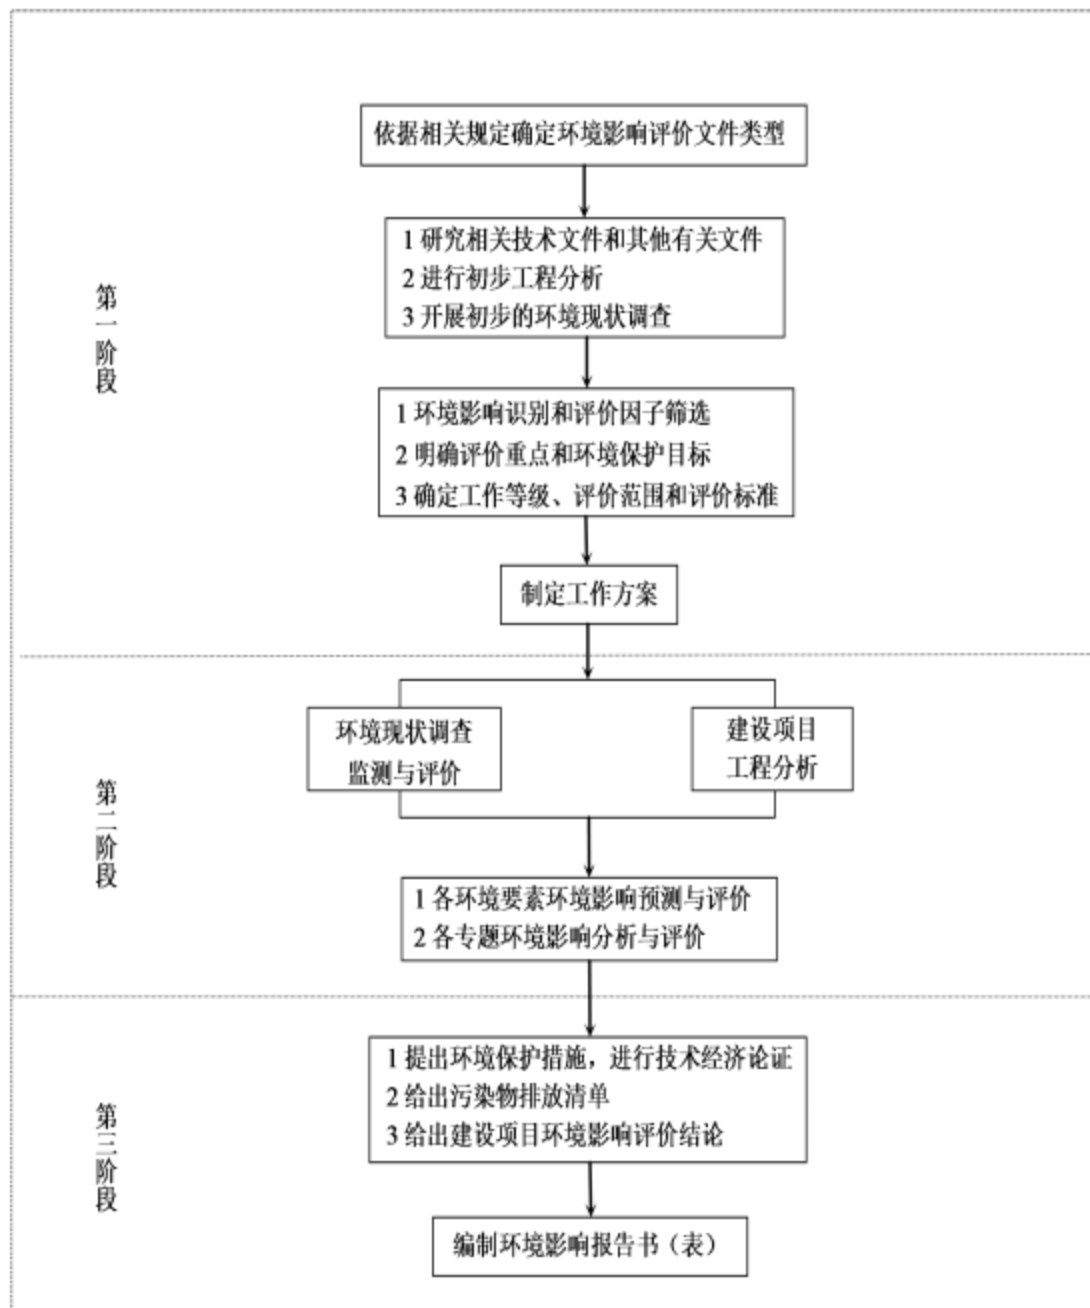 依据相关规定确定环境影响评价文件类型
1 研究相关技术文件和其他有关文件
2 进行初步工程分析
3 开展初步的环境现状调查
第一阶段
1 环境影响识别和评价因子筛选
2 明确评价重点和环境保护目标
3 确定工作等级、评价范围和评价标准
制定工作方案
环境现状调查
监测与评价
建设项目
工程分析
第二阶段
1 各环境要素环境影响预测与评价
2 各专题环境影响分析与评价
1 提出环境保护措施，进行技术经济论证
2 给出污染物排放清单
3 给出建设项目环境影响评价结论
第三阶段
编制环境影响报告书（表）